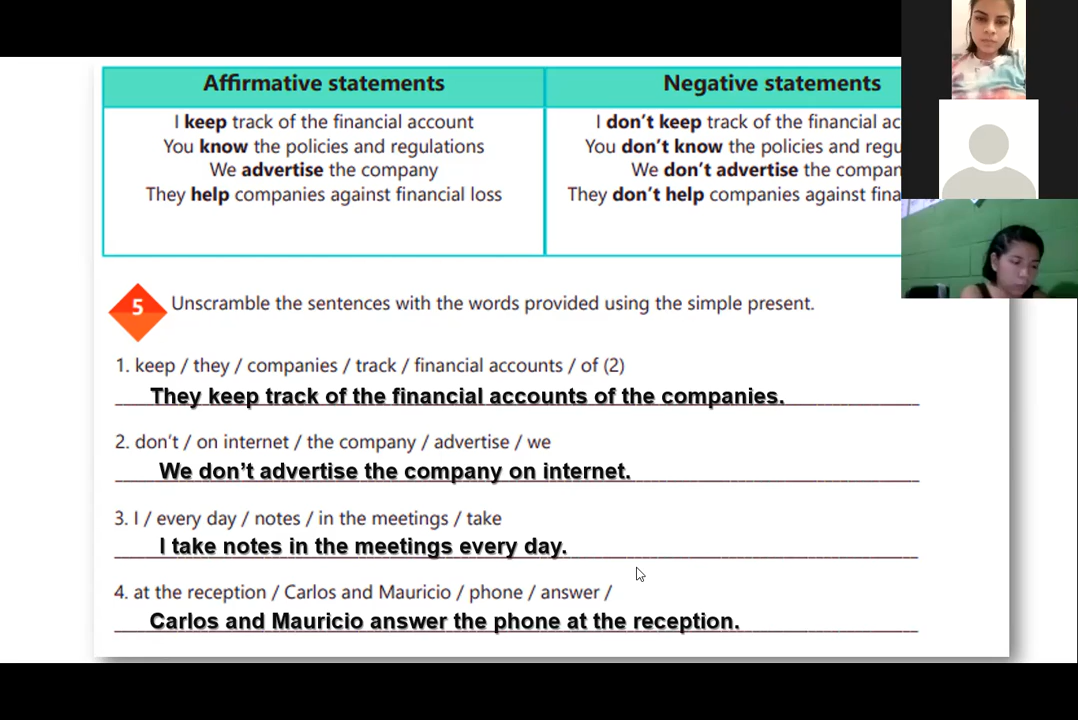 Affirmative statements
I keep track of the financial account
You know the policies and regulations
We advertise the company
They help companies against financial loss
Negative statements
I don't keep track of the financial
You don't know the policies and
We don't advertise the
They don't help companies against
5 Unscramble the sentences with the words provided using the simple present.
1. keep / they / companies / track / financial accounts / of (2)
They keep track of the financial accounts of the companies.
2. don't / on internet / the company / advertise / we
We don't advertise the company on internet.
3. I / every day / notes / in the meetings / take
I take notes in the meetings every day.
4. at the reception / Carlos and Mauricio / phone / answer /
Carlos and Mauricio answer the phone at the reception.